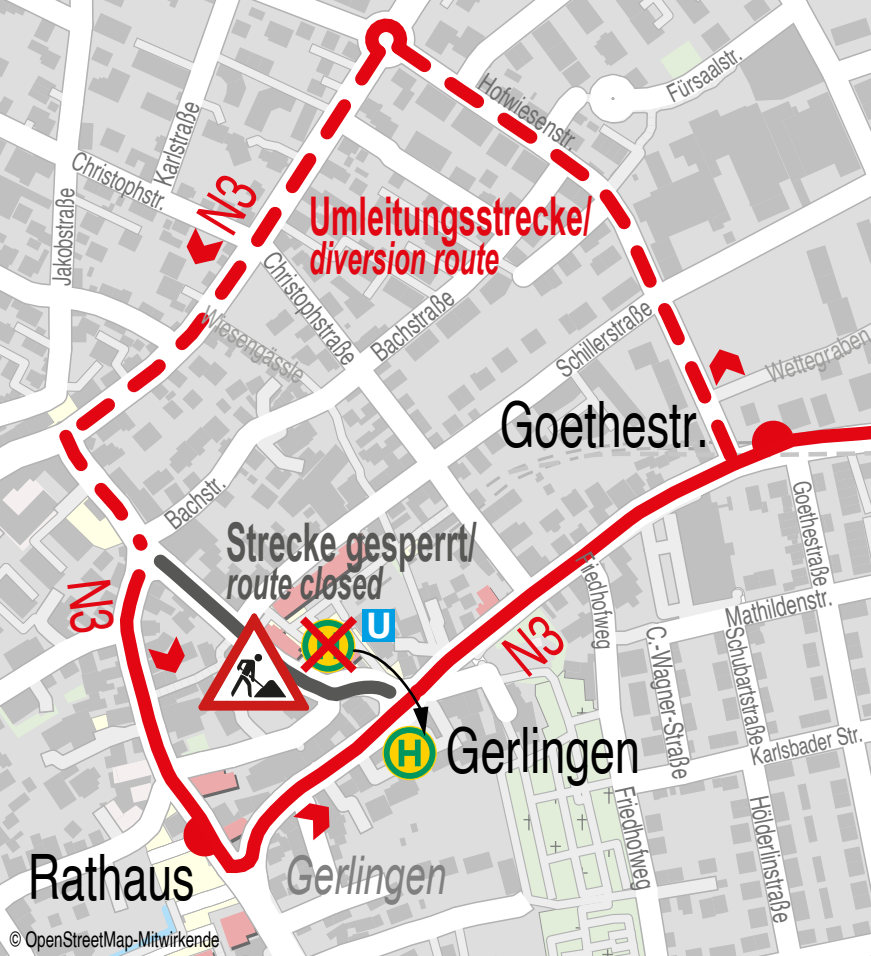 Fürsaalstr.
Hofwiesenstr.
Karlstraße
Christophstr.
N3
Jakobstraße
Umleitungsstrecke/
diversion route
Christophstraße
Wiesengässle
Bachstraße
Schillerstraße
Wettegraben
Goethestr.
Bachstr.
Goethestraße
Strecke gesperrt/
route closed
Friedhofweg
N3
U
H
Mathildenstr.
N3
C.-Wagner-Straße
Schubartstraße
H
Gerlingen
Karlsbader Str.
Friedhofweg
Hölderlinstraße
Rathaus
Gerlingen
© OpenStreetMap-Mitwirkende